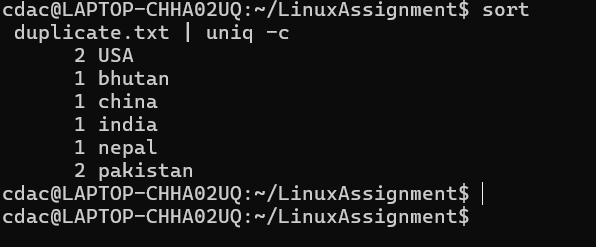 cdac@LAPTOP-CHHA02UQ:~/LinuxAssignment$ sort
 duplicate.txt | uniq -c
      2 USA
      1 bhutan
      1 china
      1 india
      1 nepal
      2 pakistan
cdac@LAPTOP-CHHA02UQ:~/LinuxAssignment$
cdac@LAPTOP-CHHA02UQ:~/LinuxAssignment$